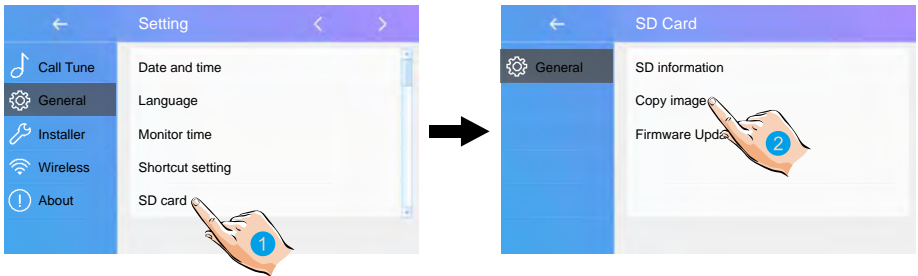 Setting
Call Tune
General
Installer
Wireless
About
Date and time
Language
Monitor time
Shortcut setting
SD card
1
SD Card
General
SD information
Copy image
Firmware
2